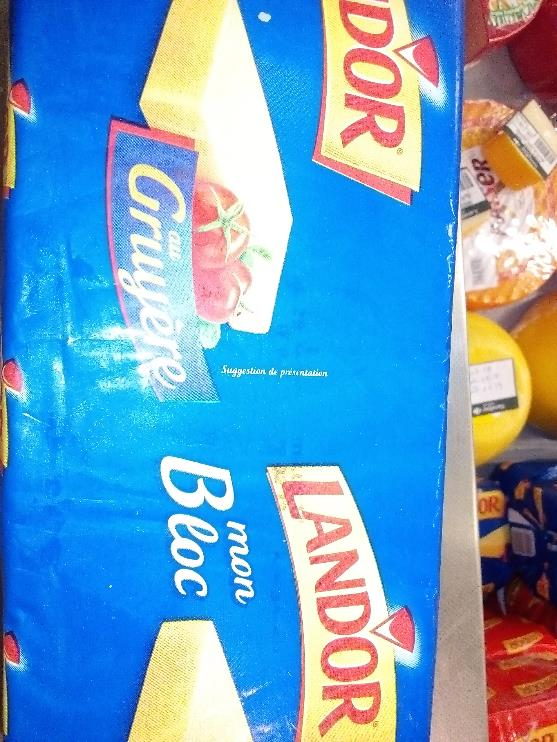 LANDOR
au
Gruyère
Suggestion de présentation
LANDOR
mon
Bloc